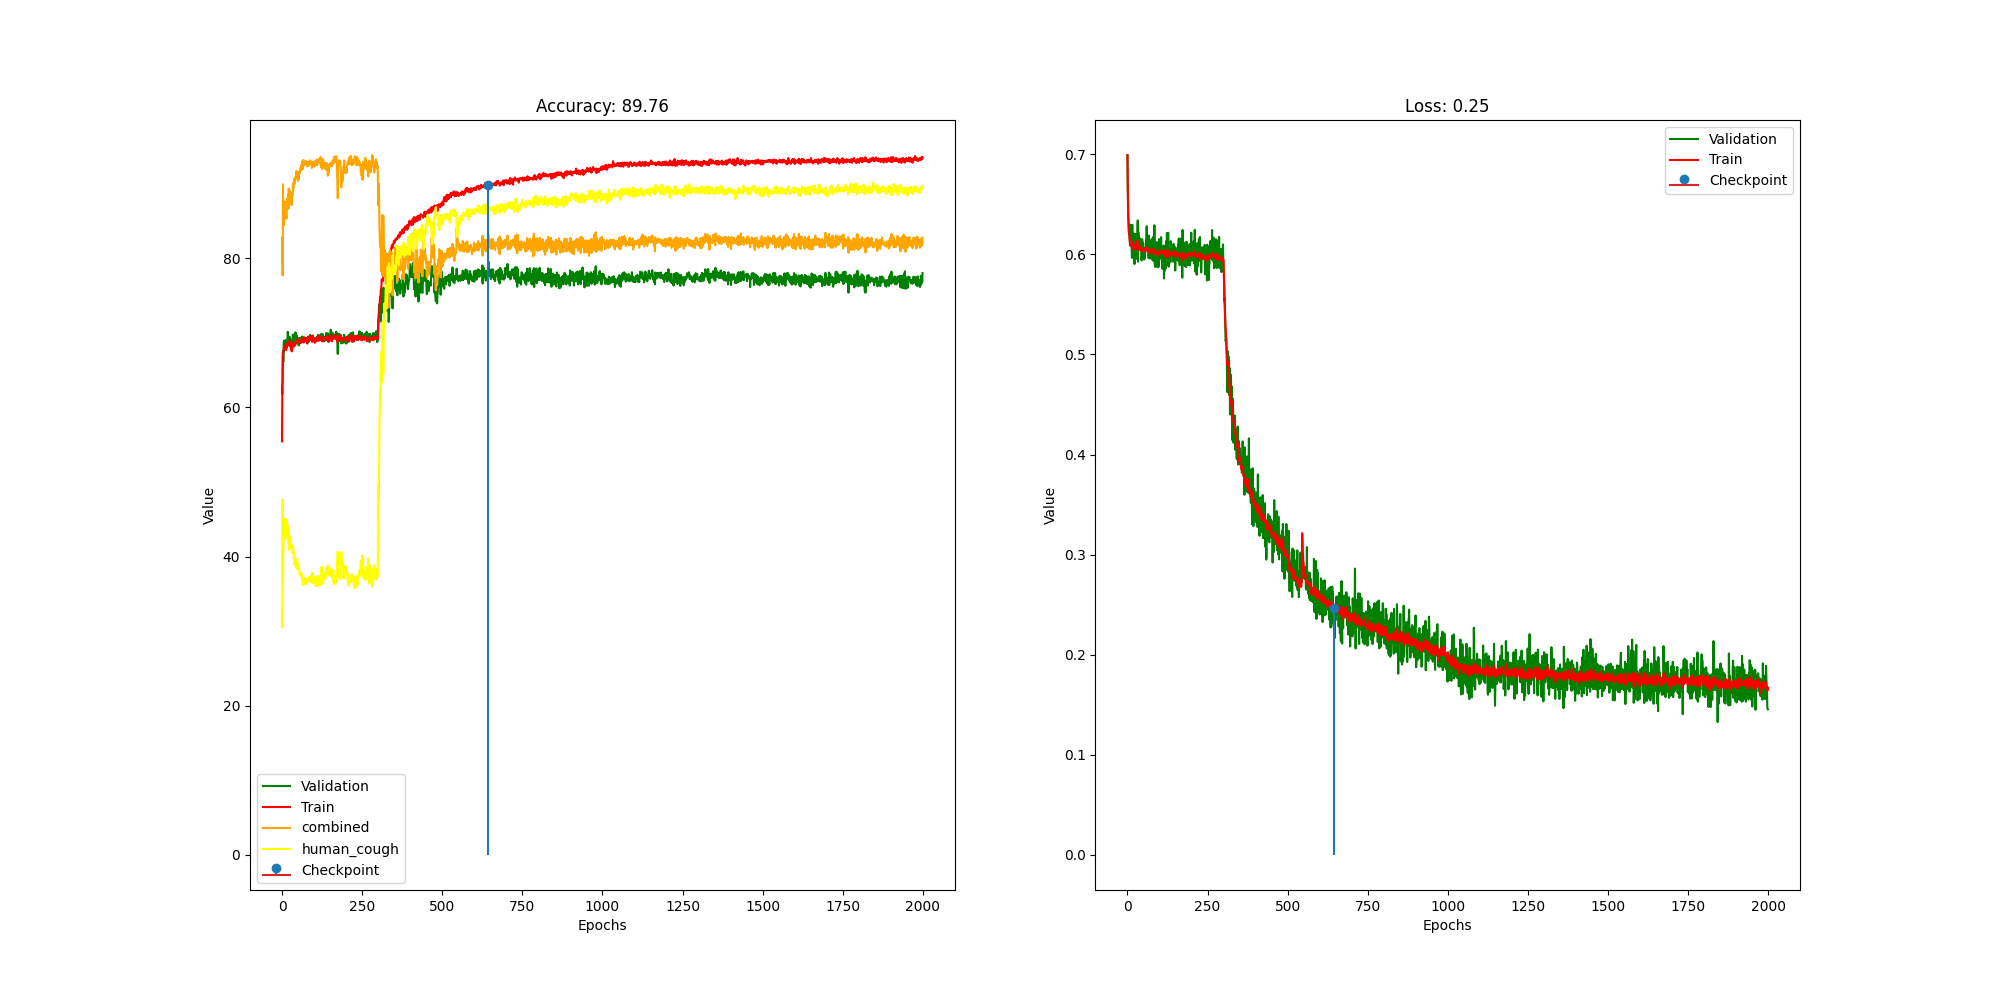 Accuracy: 89.76
Value
80
60
40
20
0
Validation
Train
combined
human_cough
Checkpoint
0 250 500 750 1000 1250 1500 1750 2000
Epochs
Loss: 0.25
Value
0.7
0.6
0.5
0.4
0.3
0.2
0.1
0.0
Validation
Train
Checkpoint
0 250 500 750 1000 1250 1500 1750 2000
Epochs